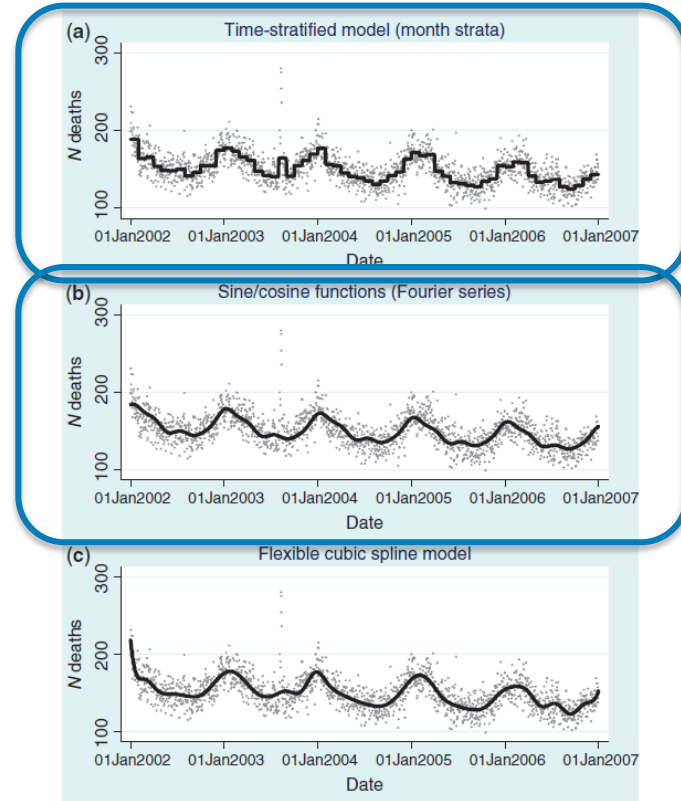 (a) Time-stratified model (month strata)
300
200
100
N deaths
01Jan2002 01Jan2003 01Jan2004 01Jan2005 01Jan2006 01Jan2007
Date
(b) Sine/cosine functions (Fourier series)
300
200
100
N deaths
01Jan2002 01Jan2003 01Jan2004 01Jan2005 01Jan2006 01Jan2007
Date
(c) Flexible cubic spline model
300
200
100
N deaths
01Jan2002 01Jan2003 01Jan2004 01Jan2005 01Jan2006 01Jan2007
Date